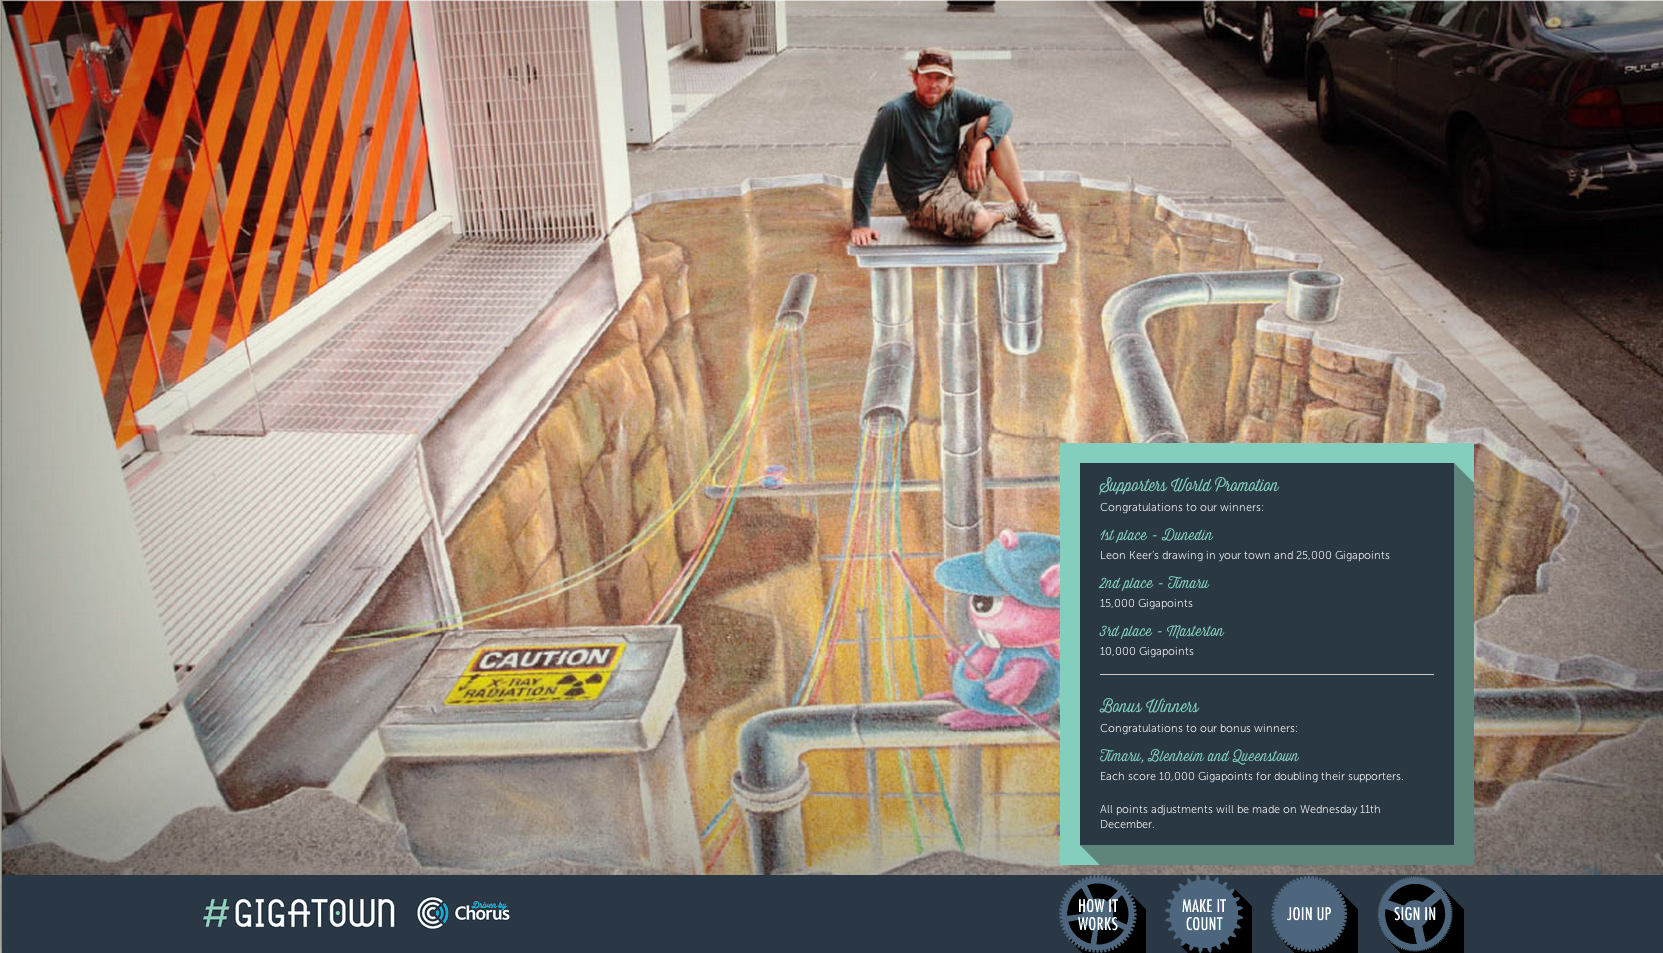 PULS
CAUTION
X-RAY
RADIATION
Supporters World Promotion
Congratulations to our winners:
1st place - Dunedin
Leon Keer's drawing in your town and 25,000 Gigapoints
2nd place - Timaru
15,000 Gigapoints
3rd place - Masterton
10,000 Gigapoints
Bonus Winners
Congratulations to our bonus winners:
Timaru, Blenheim and Queenstown
Each score 10,000 Gigapoints for doubling their supporters.
All points adjustments will be made on Wednesday 11th
December.
#GIGATOWN
Driven by
Chorus
HOW IT
WORKS
MAKE IT
COUNT
JOIN UP
SIGN IN